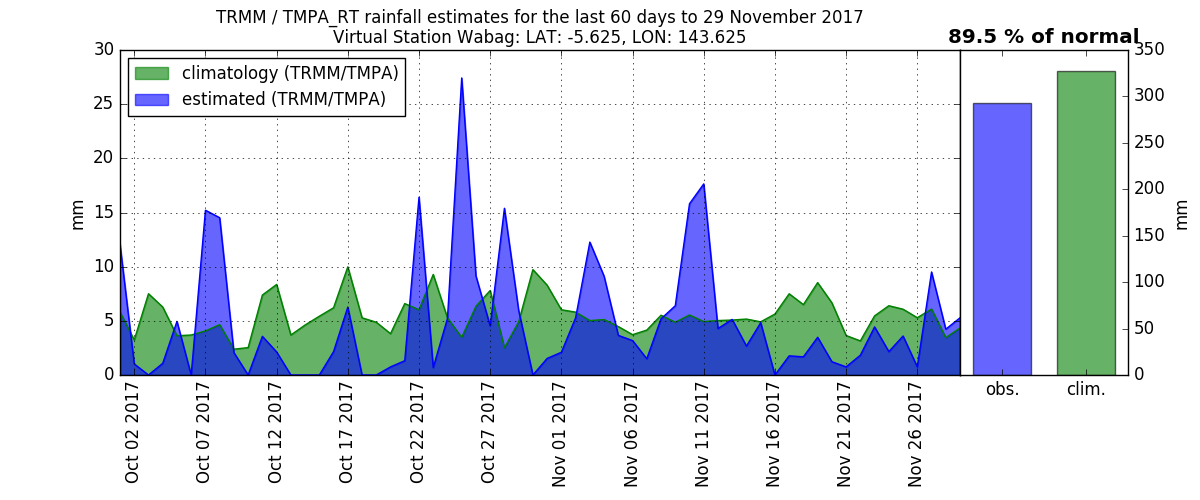 TRMM / TMPA_RT rainfall estimates for the last 60 days to 29 November 2017
Virtual Station Wabag: LAT: -5.625, LON: 143.625
89.5 % of normal
climatology (TRMM/TMPA)
estimated (TRMM/TMPA)
mm
30
25
20
15
10
5
0
Oct 02 2017
Oct 07 2017
Oct 12 2017
Oct 17 2017
Oct 22 2017
Oct 27 2017
Nov 01 2017
Nov 06 2017
Nov 11 2017
Nov 16 2017
Nov 21 2017
Nov 26 2017
obs.
clim.
350
300
250
200
150
100
50
0
mm